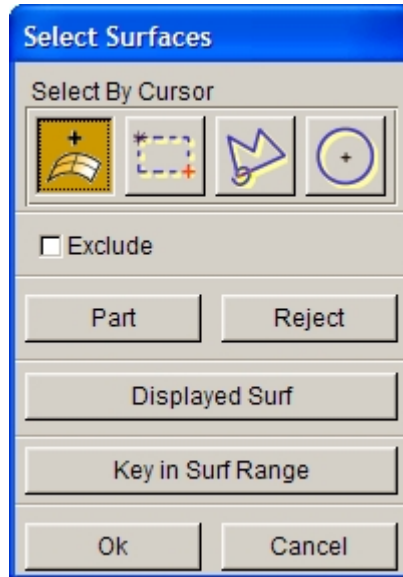 Select Surfaces
Select By Cursor
Exclude
Part Reject
Displayed Surf
Key in Surf Range
Ok Cancel